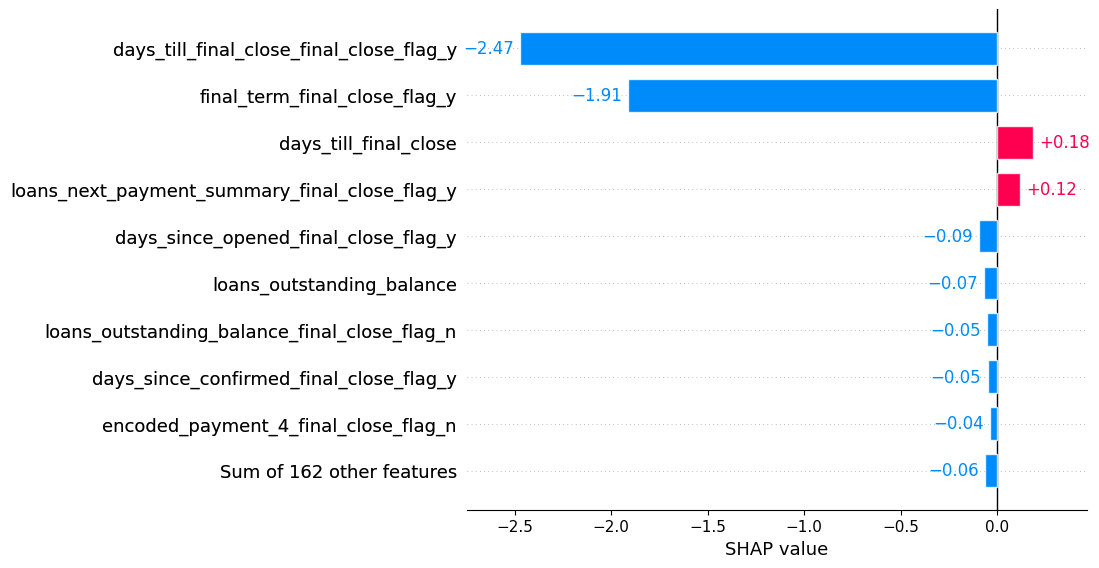 days_till_final_close_final_close_flag_y −2.47
final_term_final_close_flag_y −1.91
days_till_final_close +0.18
loans_next_payment_summary_final_close_flag_y +0.12
days_since_opened_final_close_flag_y −0.09
loans_outstanding_balance −0.07
loans_outstanding_balance_final_close_flag_n −0.05
days_since_confirmed_final_close_flag_y −0.05
encoded_payment_4_final_close_flag_n −0.04
Sum of 162 other features −0.06
−2.5 −2.0 −1.5 −1.0 −0.5 0.0
SHAP value